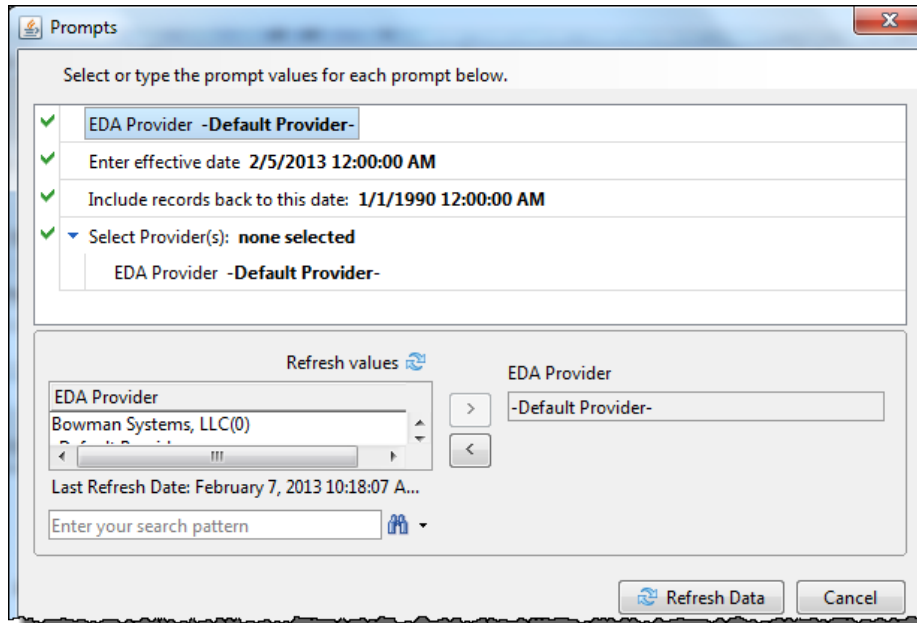 Prompts
Select or type the prompt values for each prompt below.
EDA Provider -Default Provider-
Enter effective date 2/5/2013 12:00:00 AM
Include records back to this date: 1/1/1990 12:00:00 AM
Select Provider(s): none selected
EDA Provider -Default Provider-
Refresh values
EDA Provider
Bowman Systems, LLC(0)
Last Refresh Date: February 7, 2013 10:18:07 A...
Enter your search pattern
EDA Provider
-Default Provider-
Refresh Data
Cancel